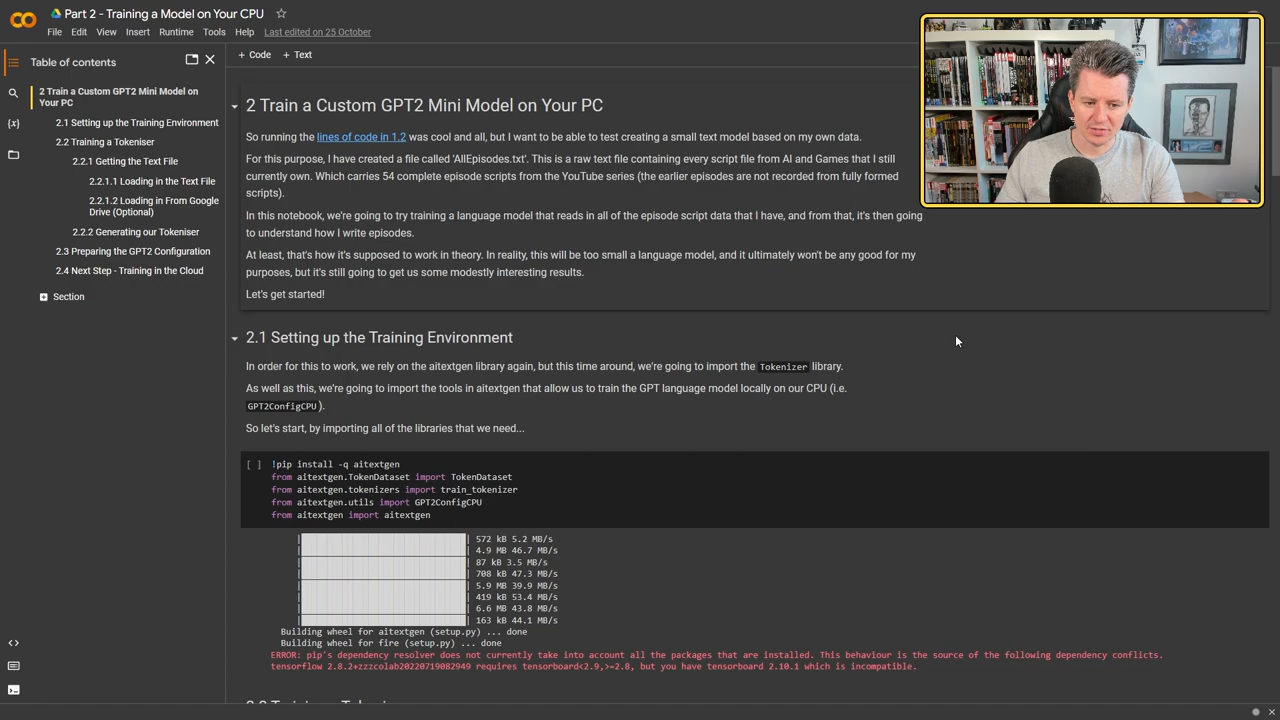 Part 2 - Training a Model on Your CPU
File Edit View Insert Runtime Tools Help Last edited on 25 October
Table of contents
2 Train a Custom GPT2 Mini Model on
Your PC
2.1 Setting up the Training Environment
2.2 Training a Tokeniser
2.2.1 Getting the Text File
2.2.1.1 Loading in the Text File
2.2.1.2 Loading in From Google
Drive (Optional)
2.2.2 Generating our Tokeniser
2.3 Preparing the GPT2 Configuration
2.4 Next Step - Training in the Cloud
Section
+ Code + Text
2 Train a Custom GPT2 Mini Model on Your PC
So running the lines of code in 1.2 was cool and all, but I want to be able to test creating a small text model based on my own data.
For this purpose, I have created a file called 'AllEpisodes.txt'. This is a raw text file containing every script file from AI and Games that I still
currently own. Which carries 54 complete episode scripts from the YouTube series (the earlier episodes are not recorded from fully formed
scripts).
In this notebook, we're going to try training a language model that reads in all of the episode script data that I have, and from that, it's then going
to understand how I write episodes.
At least, that's how it's supposed to work in theory. In reality, this will be too small a language model, and it ultimately won't be any good for my
purposes, but it's still going to get us some modestly interesting results.
Let's get started!
2.1 Setting up the Training Environment
In order for this to work, we rely on the aitextgen library again, but this time around, we're going to import the Tokenizer library.
As well as this, we're going to import the tools in aitextgen that allow us to train the GPT language model locally on our CPU (i.e.
GPT2ConfigCPU ).
So let's start, by importing all of the libraries that we need...
[ ] !pip install -q aitextgen
from aitextgen.TokenDataset import TokenDataset
from aitextgen.tokenizers import train_tokenizer
from aitextgen.utils import GPT2ConfigCPU
from aitextgen import aitextgen
572 kB 5.2 MB/s
4.9 MB 46.7 MB/s
87 kB 3.5 MB/s
708 kB 47.3 MB/s
5.9 MB 39.9 MB/s
419 kB 53.4 MB/s
6.6 MB 43.8 MB/s
163 kB 44.1 MB/s
Building wheel for aitextgen (setup.py) ... done
Building wheel for fire (setup.py) ... done
ERROR: pip's dependency resolver does not currently take into account all the packages that are installed. This behaviour is the source of the following dependency conflicts.
tensorflow 2.8.2+zzzcolab20220719082949 requires tensorboard<2.9,>=2.8, but you have tensorboard 2.10.1 which is incompatible.